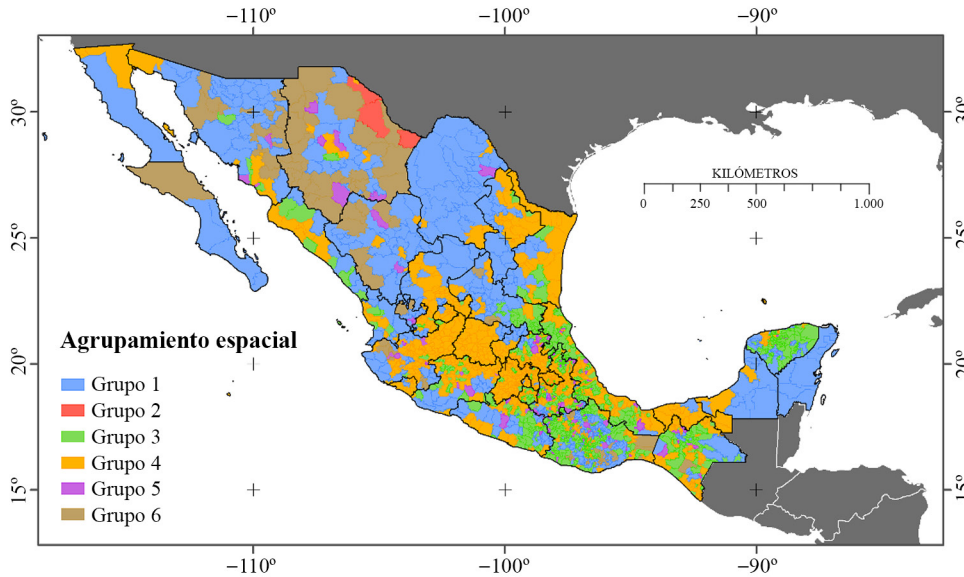 −110º −100º −90º
30º
25º
20º
15º
30º
25º
20º
15º
KILÓMETROS
0 250 500 1.000
Agrupamiento espacial
Grupo 1
Grupo 2
Grupo 3
Grupo 4
Grupo 5
Grupo 6
−110º −100º −90º